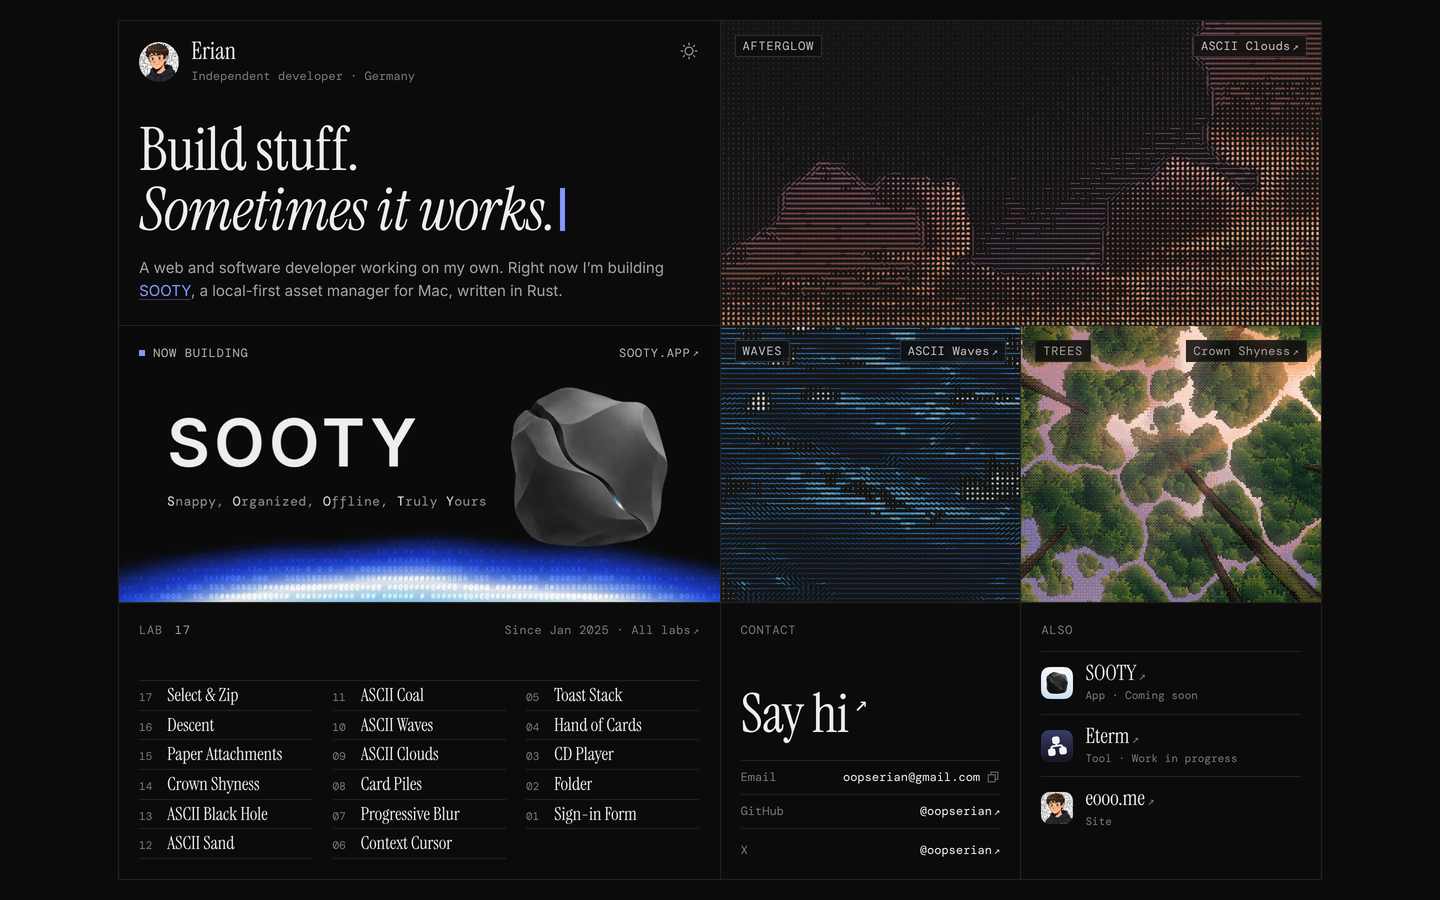 Erian
Independent developer · Germany
Build stuff.
Sometimes it works.
A web and software developer working on my own. Right now I'm building
SOOTY, a local-first asset manager for Mac, written in Rust.
AFTERGLOW
ASCII Clouds↗
NOW BUILDING
SOOTY.APP↗
SOOTY
Snappy, Organized, Offline, Truly Yours
WAVES
ASCII Waves↗
TREES
Crown Shyness↗
LAB 17
Since Jan 2025 · All labs↗
17 Select & Zip
16 Descent
15 Paper Attachments
14 Crown Shyness
13 ASCII Black Hole
12 ASCII Sand
11 ASCII Coal
10 ASCII Waves
09 ASCII Clouds
08 Card Piles
07 Progressive Blur
06 Context Cursor
05 Toast Stack
04 Hand of Cards
03 CD Player
02 Folder
01 Sign-in Form
CONTACT
Say hi↗
Email oopserian@gmail.com
GitHub @oopserian↗
X @oopserian↗
ALSO
SOOTY↗
App · Coming soon
Eterm↗
Tool · Work in progress
eooo.me↗
Site